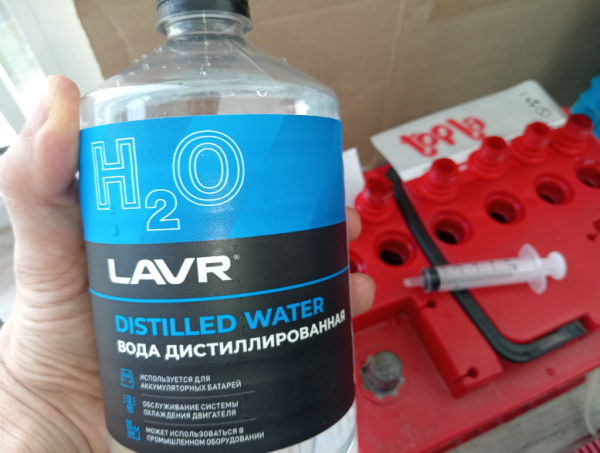 H₂O
LAVR®
DISTILLED WATER
ВОДА ДИСТИЛЛИРОВАННАЯ
ИСПОЛЬЗУЕТСЯ ДЛЯ
АККУМУЛЯТОРНЫХ БАТАРЕЙ
ОБСЛУЖИВАНИЕ СИСТЕМЫ
ОХЛАЖДЕНИЯ ДВИГАТЕЛЯ
МОЖЕТ ИСПОЛЬЗОВАТЬСЯ В
ПРОМЫШЛЕННОМ ОБОРУДОВАНИИ